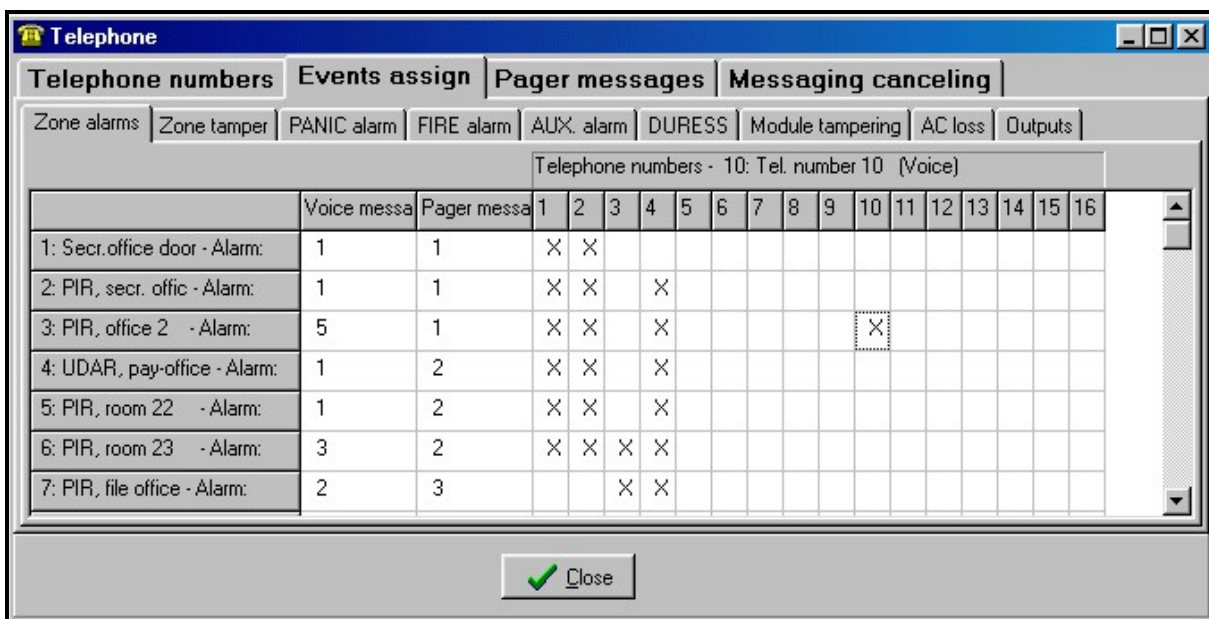 Telephone
Telephone numbers Events assign Pager messages Messaging canceling
Zone alarms Zone tamper PANIC alarm FIRE alarm AUX. alarm DURESS Module tampering AC loss Outputs
Telephone numbers - 10: Tel. number 10 (Voice)
Voice messa Pager messa 1 2 3 4 5 6 7 8 9 10 11 12 13 14 15 16
1: Secr.office door - Alarm: 1 1 X X
2: PIR, secr. offic - Alarm: 1 1 X X X
3: PIR, office 2 - Alarm: 5 1 X X X X
4: UDAR, pay-office - Alarm: 1 2 X X X
5: PIR, room 22 - Alarm: 1 2 X X X
6: PIR, room 23 - Alarm: 3 2 X X X X
7: PIR, file office - Alarm: 2 3 X X
Close